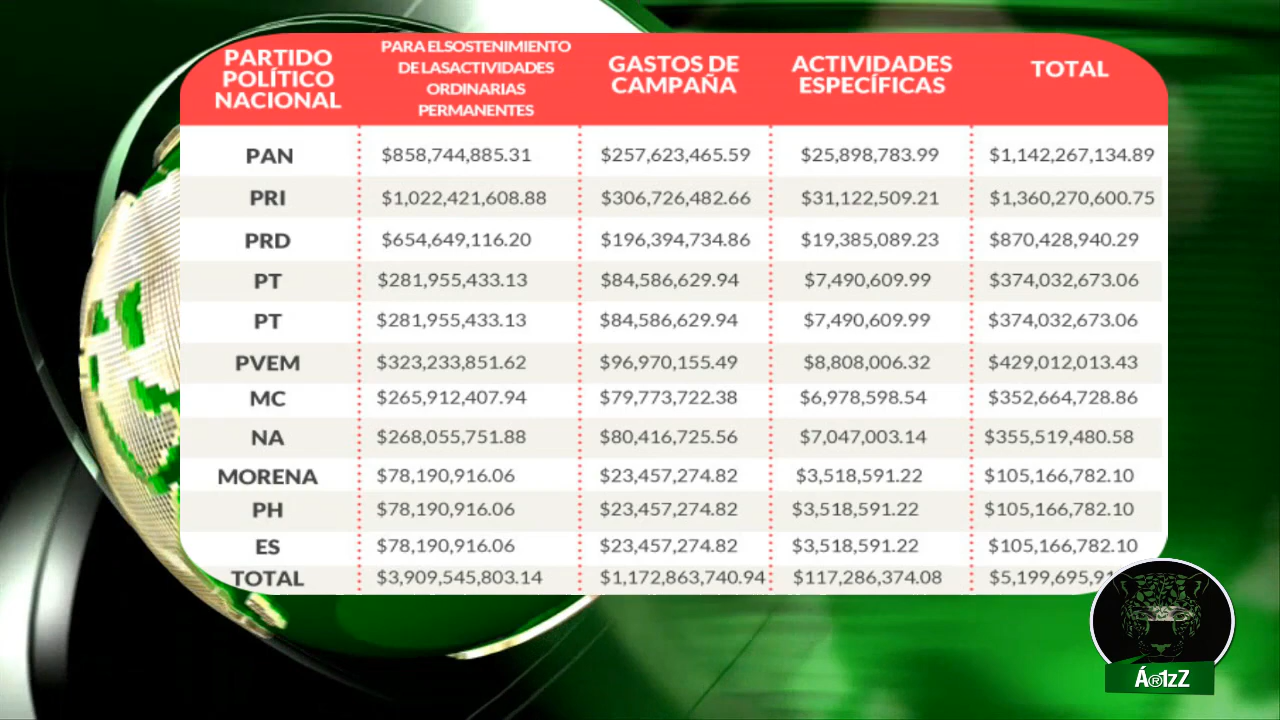 PARTIDO POLÍTICO NACIONAL PARA ELSOSTENIMIENTO DE LASACTIVIDADES ORDINARIAS PERMANENTES GASTOS DE CAMPAÑA ACTIVIDADES ESPECÍFICAS TOTAL
PAN $858,744,885.31 $257,623,465.59 $25,898,783.99 $1,142,267,134.89
PRI $1,022,421,608.88 $306,726,482.66 $31,122,509.21 $1,360,270,600.75
PRD $654,649,116.20 $196,394,734.86 $19,385,089.23 $870,428,940.29
PT $281,955,433.13 $84,586,629.94 $7,490,609.99 $374,032,673.06
PT $281,955,433.13 $84,586,629.94 $7,490,609.99 $374,032,673.06
PVEM $323,233,851.62 $96,970,155.49 $8,808,006.32 $429,012,013.43
MC $265,912,407.94 $79,773,722.38 $6,978,598.54 $352,664,728.86
NA $268,055,751.88 $80,416,725.56 $7,047,003.14 $355,519,480.58
MORENA $78,190,916.06 $23,457,274.82 $3,518,591.22 $105,166,782.10
PH $78,190,916.06 $23,457,274.82 $3,518,591.22 $105,166,782.10
ES $78,190,916.06 $23,457,274.82 $3,518,591.22 $105,166,782.10
TOTAL $3,909,545,803.14 $1,172,863,740.94 $117,286,374.08 $5,199,695,91
Á®1zZ